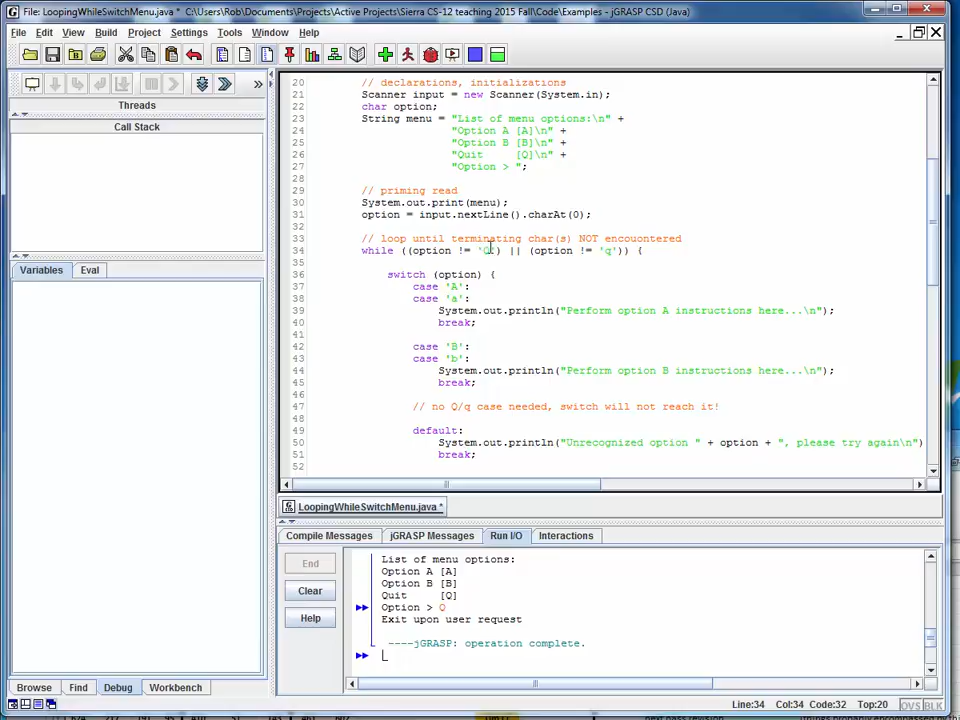 File: LoopingWhileSwitchMenu.java * C:\Users\Rob\Documents\Projects\Active Projects\Sierra CS-12 teaching 2015 Fall\Code\Examples - jGRASP CSD (Java)
File Edit View Build Project Settings Tools Window Help
Threads
Call Stack
Variables Eval
Browse Find Debug Workbench
20 // declarations, initializations
21 Scanner input = new Scanner(System.in);
22 char option;
23 String menu = "List of menu options:\n" +
24 "Option A [A]\n" +
25 "Option B [B]\n" +
26 "Quit     [Q]\n" +
27 "Option > ";
28
29 // priming read
30 System.out.print(menu);
31 option = input.nextLine().charAt(0);
32
33 // loop until terminating char(s) NOT encouontered
34 while ((option != 'Q') || (option != 'q')) {
35
36 switch (option) {
37 case 'A':
38 case 'a':
39 System.out.println("Perform option A instructions here...\n");
40 break;
41
42 case 'B':
43 case 'b':
44 System.out.println("Perform option B instructions here...\n");
45 break;
46
47 // no Q/q case needed, switch will not reach it!
48
49 default:
50 System.out.println("Unrecognized option " + option + ", please try again\n")
51 break;
52
LoopingWhileSwitchMenu.java *
Compile Messages jGRASP Messages Run I/O Interactions
End
Clear
Help
List of menu options:
Option A [A]
Option B [B]
Quit     [Q]
Option > Q
Exit upon user request
----jGRASP: operation complete.
Line:34 Col:34 Code:32 Top:20 OVS BLK